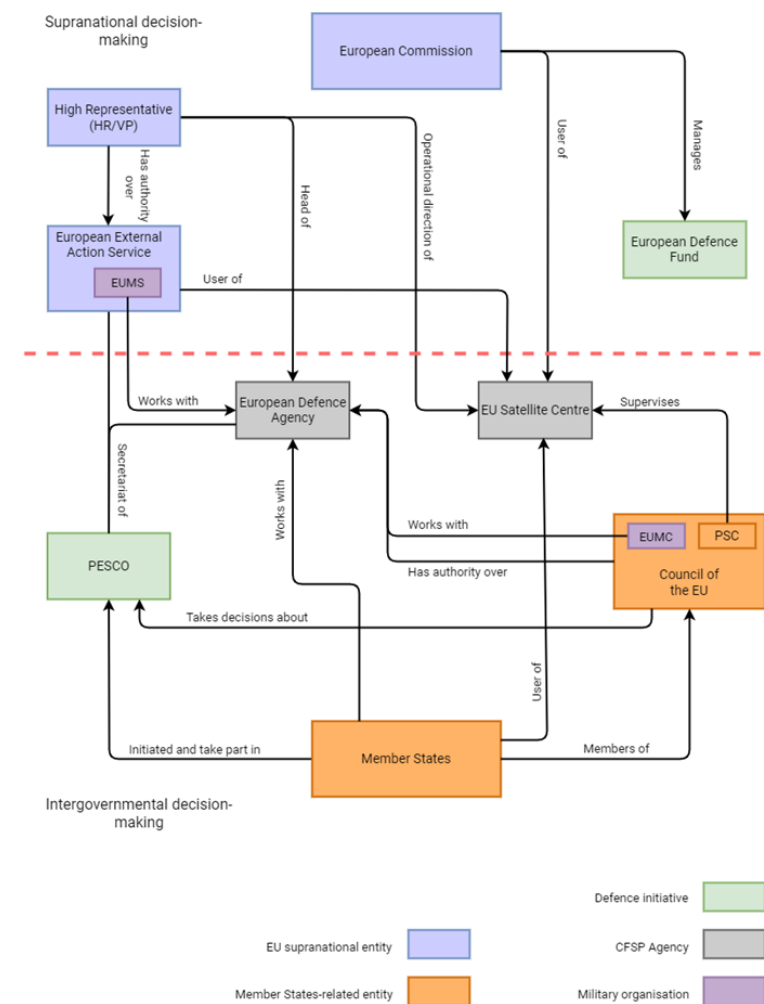 Supranational decision-
making
European Commission
High Representative
(HR/VP)
Has authority
over
Head of
Operational direction of
User of
Manages
European External
Action Service
EUMS
User of
European Defence
Fund
Works with
European Defence
Agency
EU Satellite Centre
Supervises
Secretariat of
Works with
Works with
EUMC
PSC
PESCO
Has authority over
Council of
the EU
Takes decisions about
User of
Initiated and take part in
Member States
Members of
Intergovernmental decision-
making
Defence initiative
EU supranational entity
CFSP Agency
Member States-related entity
Military organisation